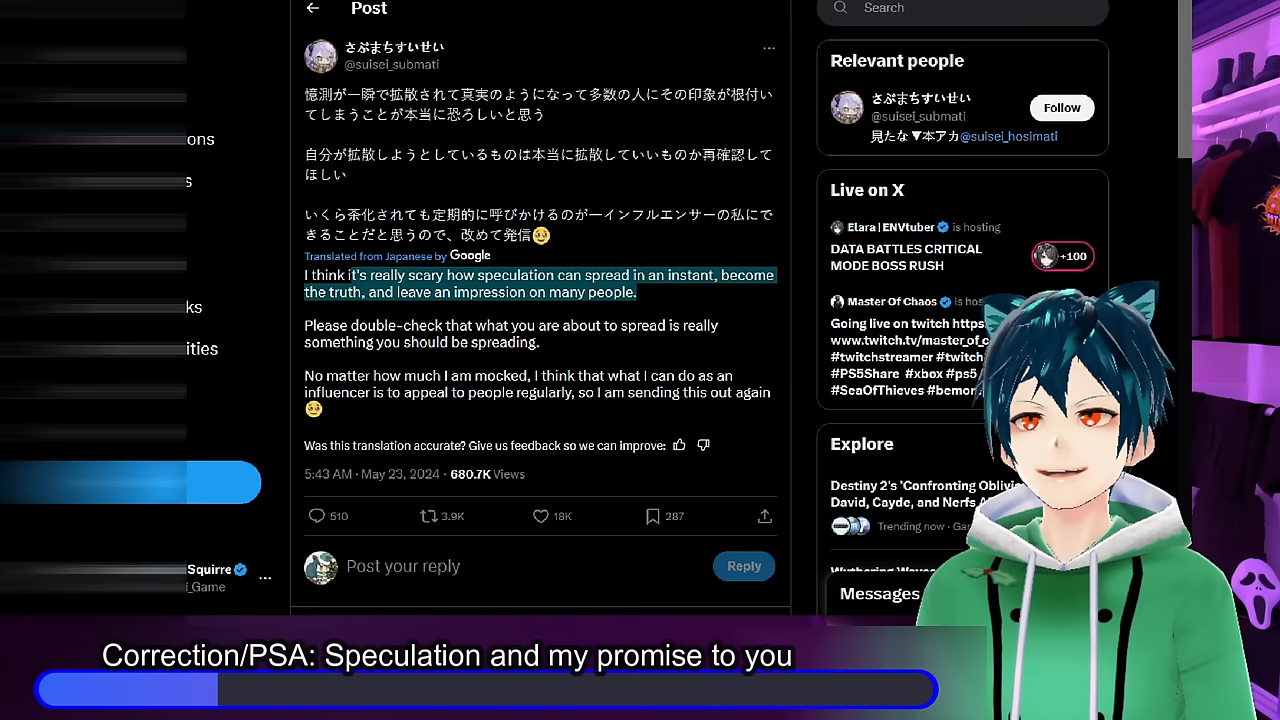 Post
Search
さぶまちすいせい
@suisei_submati
憶測が一瞬で拡散されて真実のようになって多数の人にその印象が根付い
てしまうことが本当に恐ろしいと思う
自分が拡散しようとしているものは本当に拡散していいものか再確認して
ほしい
いくら茶化されても定期的に呼びかけるのが一インフルエンサーの私にで
きることだと思うので、改めて発信🥹
Translated from Japanese by Google
I think it's really scary how speculation can spread in an instant, become
the truth, and leave an impression on many people.
Please double-check that what you are about to spread is really
something you should be spreading.
No matter how much I am mocked, I think that what I can do as an
influencer is to appeal to people regularly, so I am sending this out again
🥹
Was this translation accurate? Give us feedback so we can improve:
5:43 AM · May 23, 2024 · 680.7K Views
510
3.9K
18K
287
Post your reply
Reply
ons
s
ks
ities
Squirre
i_Game
Relevant people
さぶまちすいせい
@suisei_submati
Follow
見たな ▼本アカ@suisei_hosimati
Live on X
Elara | ENVtuber is hosting
DATA BATTLES CRITICAL
MODE BOSS RUSH
+100
Master Of Chaos is hos
Going live on twitch https
www.twitch.tv/master_of_c
#twitchstreamer #twitch
#PS5Share #xbox #ps5
#SeaOfThieves #bemor
Explore
Destiny 2's 'Confronting Oblivi
David, Cayde, and Nerfs
Trending now · Ga
Messages
Correction/PSA: Speculation and my promise to you